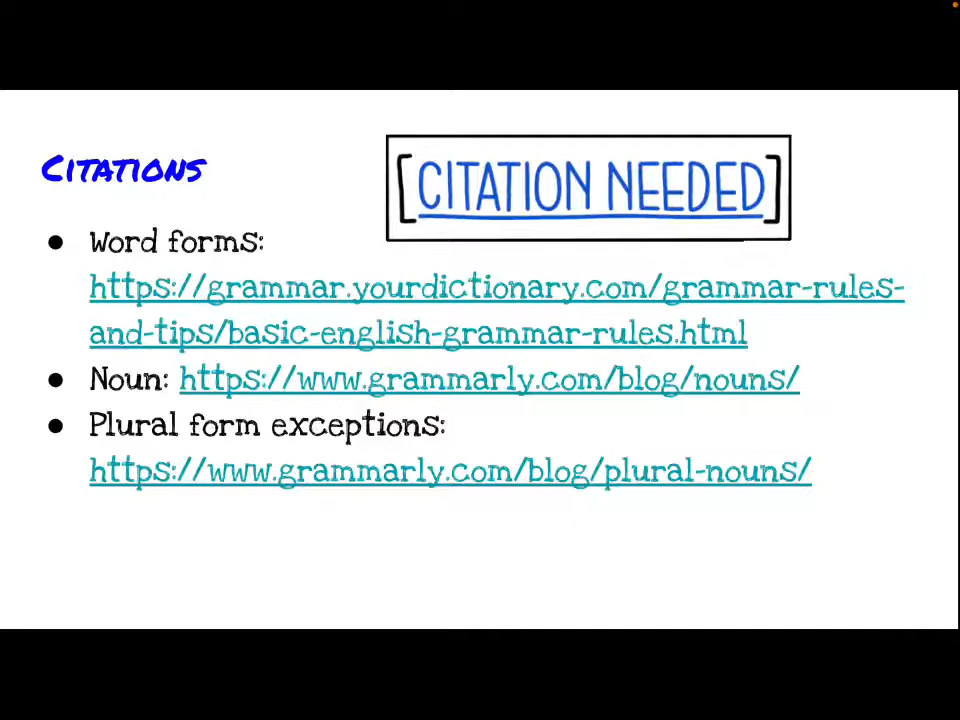 Citations
[CITATION NEEDED]
● Word forms:
https://grammar.yourdictionary.com/grammar-rules-
and-tips/basic-english-grammar-rules.html
● Noun: https://www.grammarly.com/blog/nouns/
● Plural form exceptions:
https://www.grammarly.com/blog/plural-nouns/